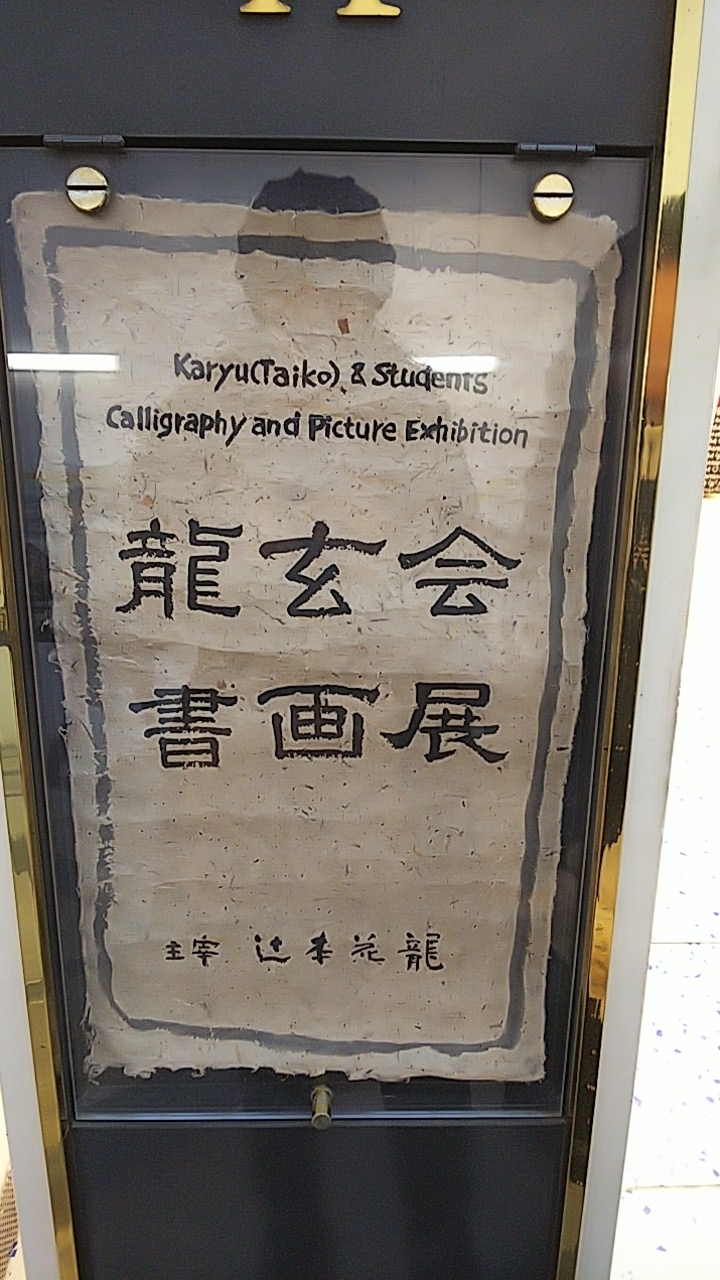 Karyu(Taiko) & Students
Calligraphy and Picture Exhibition
龍玄会
書画展
主宰 辻本花龍